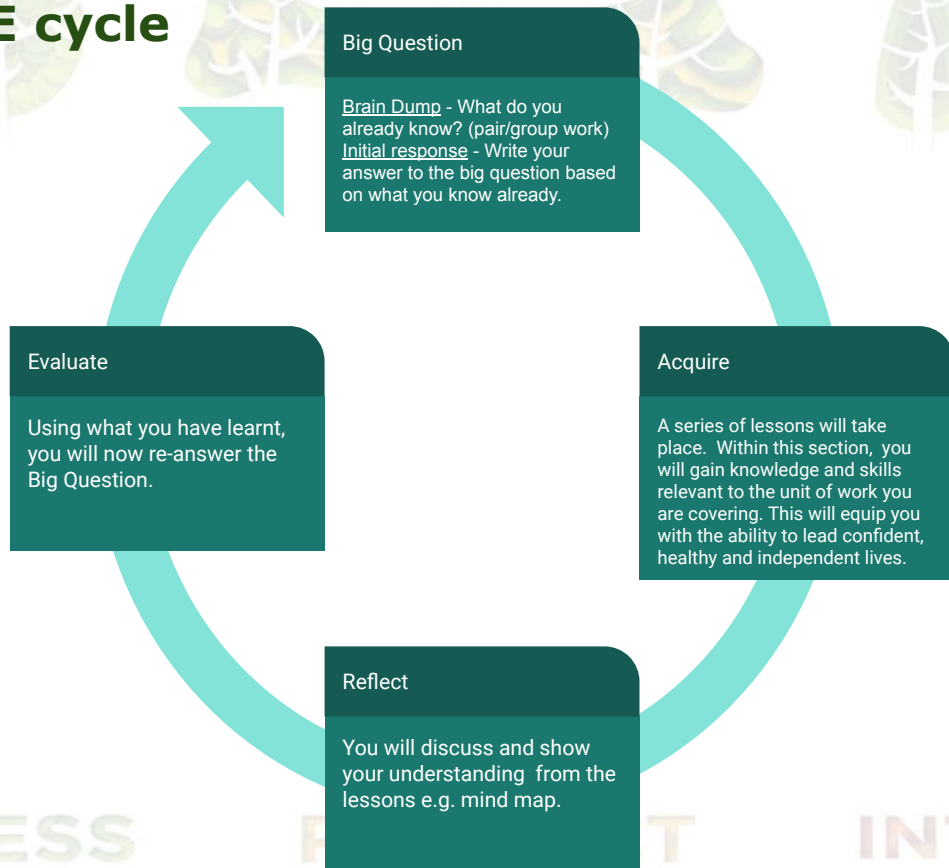 E cycle
Big Question
Brain Dump - What do you
already know? (pair/group work)
Initial response - Write your
answer to the big question based
on what you know already.
Evaluate
Using what you have learnt,
you will now re-answer the
Big Question.
Acquire
A series of lessons will take
place.  Within this section,  you
will gain knowledge and skills
relevant to the unit of work you
are covering. This will equip you
with the ability to lead confident,
healthy and independent lives.
Reflect
You will discuss and show
your understanding  from the
lessons e.g. mind map.
ESS